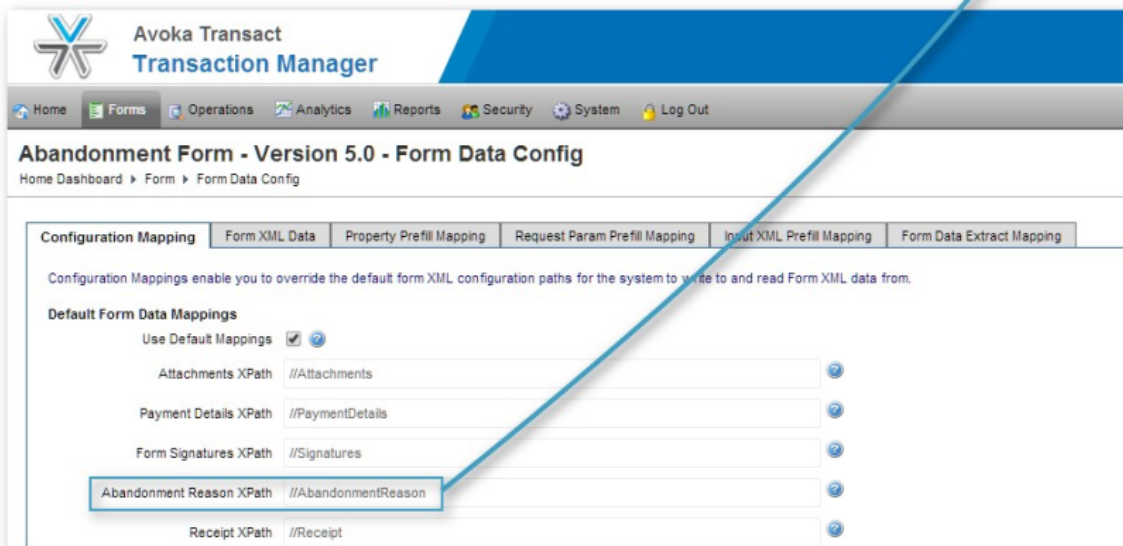 Avoka Transact
Transaction Manager
Home Forms Operations Analytics Reports Security System Log Out
Abandonment Form - Version 5.0 - Form Data Config
Home Dashboard ▸ Form ▸ Form Data Config
Configuration Mapping Form XML Data Property Prefill Mapping Request Param Prefill Mapping Input XML Prefill Mapping Form Data Extract Mapping
Configuration Mappings enable you to override the default form XML configuration paths for the system to write to and read Form XML data from.
Default Form Data Mappings
Use Default Mappings
Attachments XPath //Attachments
Payment Details XPath //PaymentDetails
Form Signatures XPath //Signatures
Abandonment Reason XPath //AbandonmentReason
Receipt XPath //Receipt